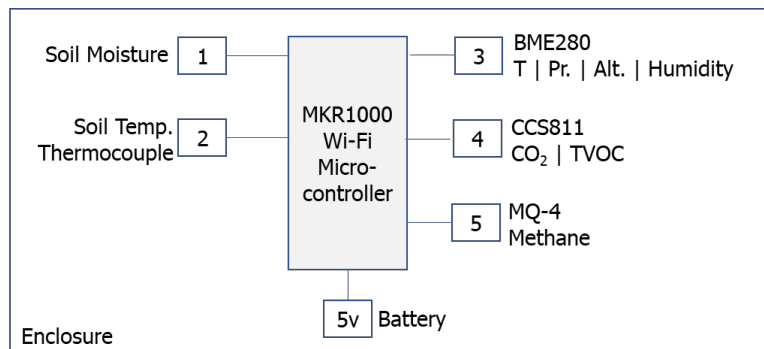 Soil Moisture
1
Soil Temp.
Thermocouple
2
MKR1000
Wi-Fi
Micro-
controller
3
BME280
T | Pr. | Alt. | Humidity
4
CCS811
CO₂ | TVOC
5
MQ-4
Methane
5v
Battery
Enclosure